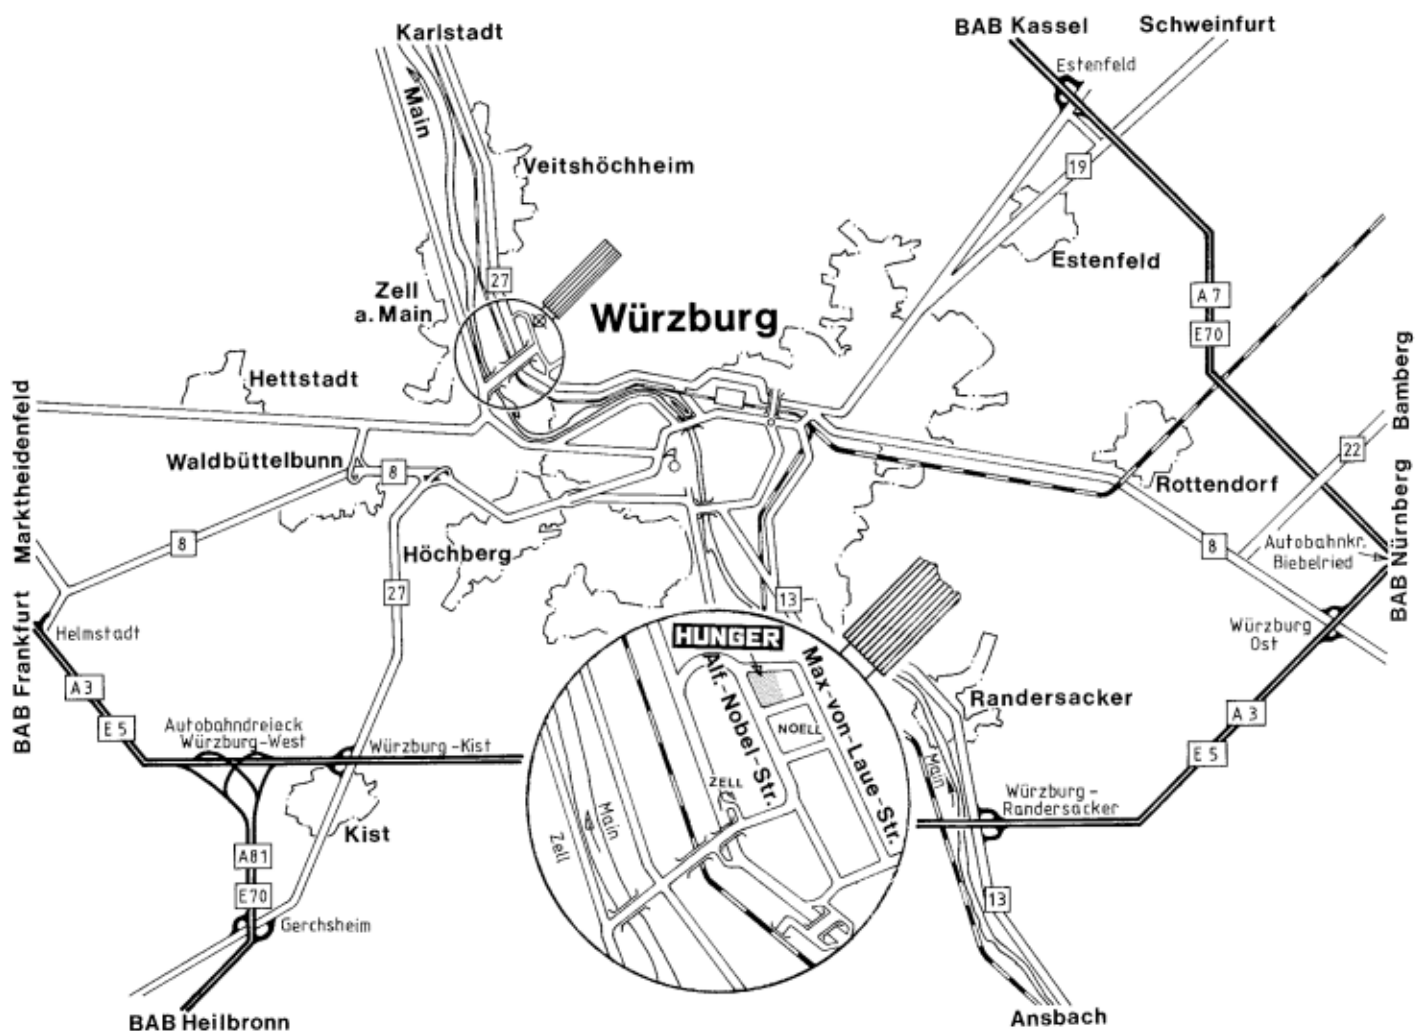 Karlstadt
BAB Kassel
Schweinfurt
Estenfeld
Main
Veitshöchheim
19
Estenfeld
27
Zell
a. Main
Würzburg
A 7
E70
Hettstadt
Bamberg
22
Marktheidenfeld
Waldbüttelbunn
8
Rottendorf
8
Höchberg
8
Autobahnkr.
Biebelried
BAB Nürnberg
27
13
BAB Frankfurt
Helmstadt
Würzburg
Ost
HUNGER
Alf.-Nobel-Str.
Max-von-Laue-Str.
NOELL
ZELL
Main
Zell
A 3
E 5
Randersacker
A 3
E 5
Autobahndreieck
Würzburg-West
Würzburg-Kist
Main
Würzburg-
Randersacker
Kist
A81
E70
13
Gerchsheim
BAB Heilbronn
Ansbach